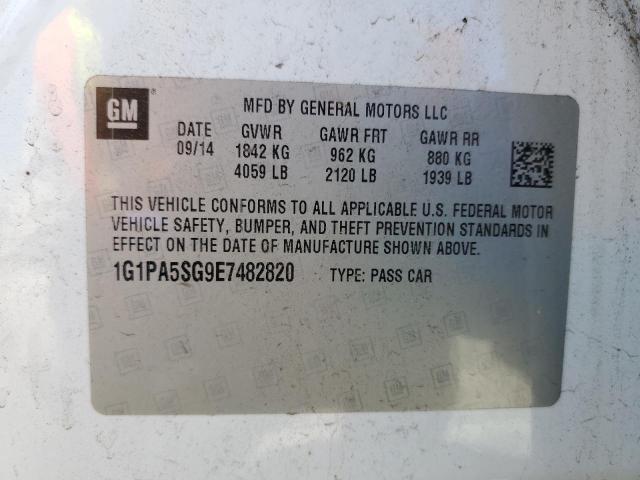 GM ®
MFD BY GENERAL MOTORS LLC
DATE GVWR GAWR FRT GAWR RR
09/14 1842 KG 962 KG 880 KG
4059 LB 2120 LB 1939 LB
THIS VEHICLE CONFORMS TO ALL APPLICABLE U.S. FEDERAL MOTOR
VEHICLE SAFETY, BUMPER, AND THEFT PREVENTION STANDARDS IN
EFFECT ON THE DATE OF MANUFACTURE SHOWN ABOVE.
1G1PA5SG9E7482820 TYPE: PASS CAR